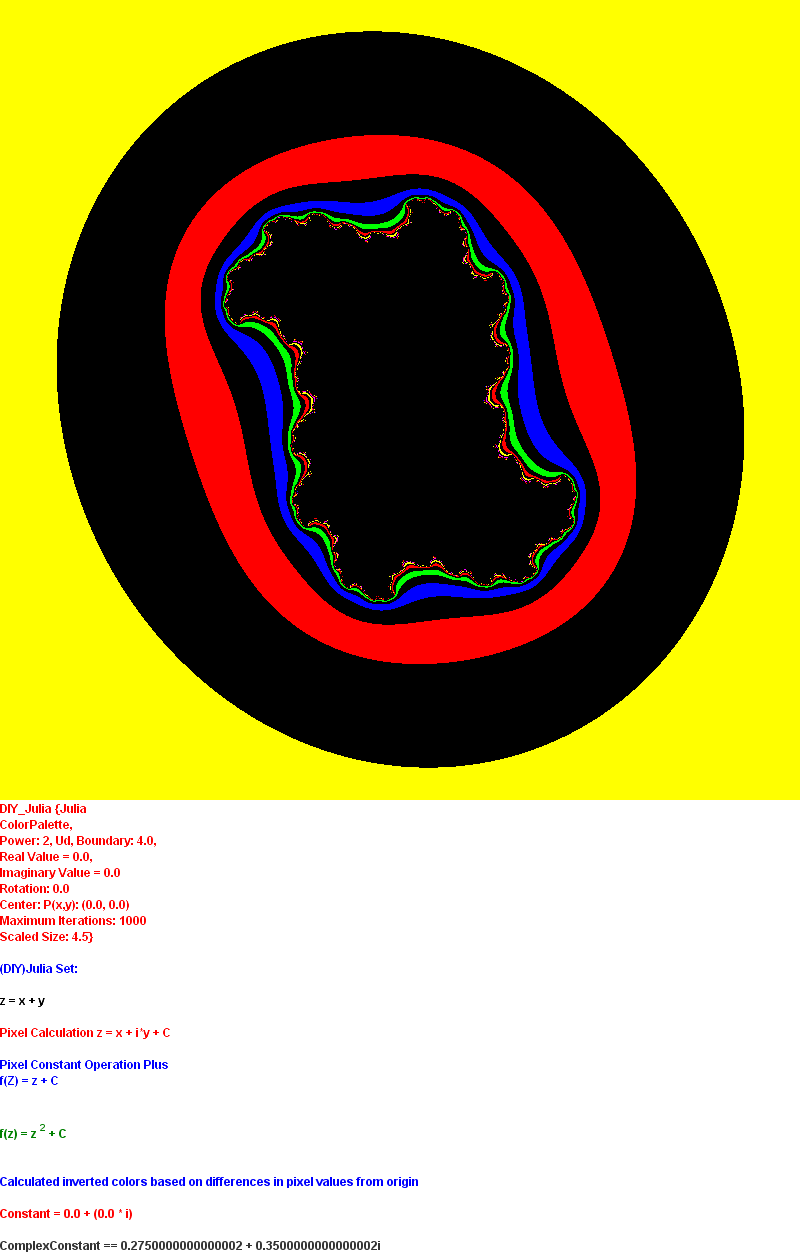 DIY_Julia {Julia
ColorPalette,
Power: 2, Ud, Boundary: 4.0,
Real Value = 0.0,
Imaginary Value = 0.0
Rotation: 0.0
Center: P(x,y): (0.0, 0.0)
Maximum Iterations: 1000
Scaled Size: 4.5}
(DIY)Julia Set:
z = x + y
Pixel Calculation z = x + i*y + C
Pixel Constant Operation Plus
f(Z) = z + C
f(z) = z ² + C
Calculated inverted colors based on differences in pixel values from origin
Constant = 0.0 + (0.0 * i)
ComplexConstant == 0.2750000000000002 + 0.3500000000000002i